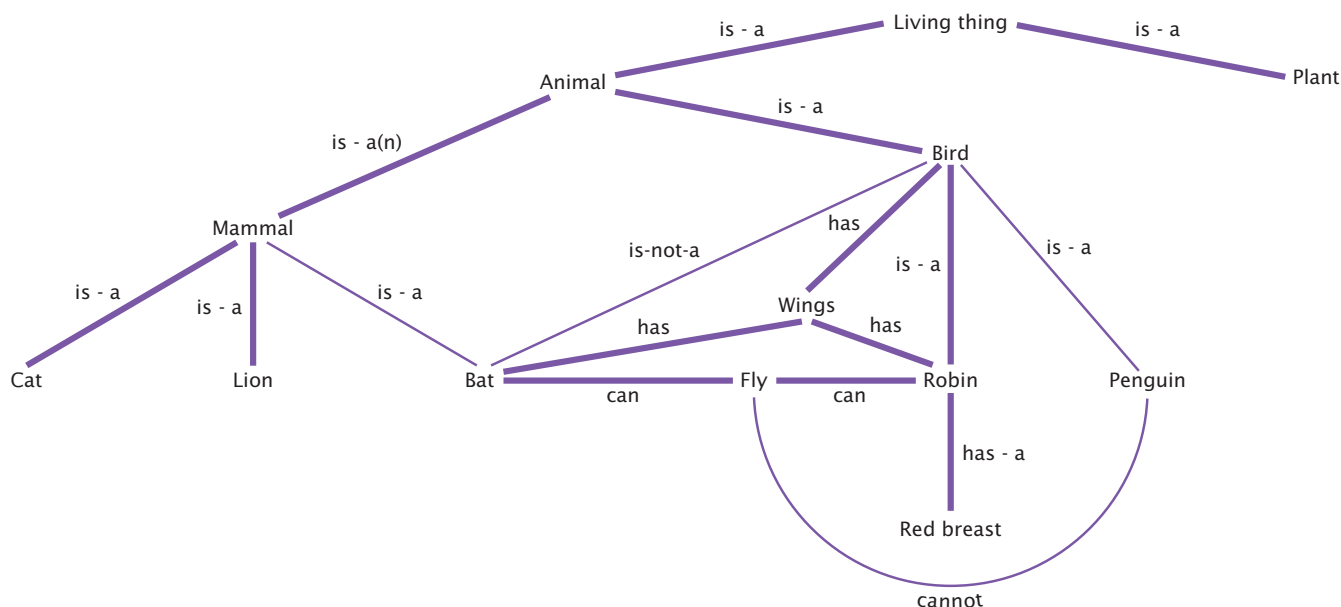 Living thing
is - a
is - a
Animal
Plant
is - a
is - a(n)
Bird
Mammal
has
is-not-a
is - a
is - a
is - a
is - a
is - a
Wings
has
has
Cat
Lion
Bat
Fly
Robin
Penguin
can
can
has - a
Red breast
cannot